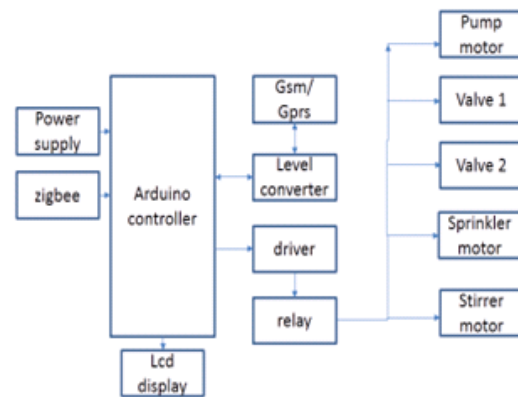 Power
supply
zigbee
Arduino
controller
Lcd
display
Gsm/
Gprs
Level
converter
driver
relay
Pump
motor
Valve 1
Valve 2
Sprinkler
motor
Stirrer
motor